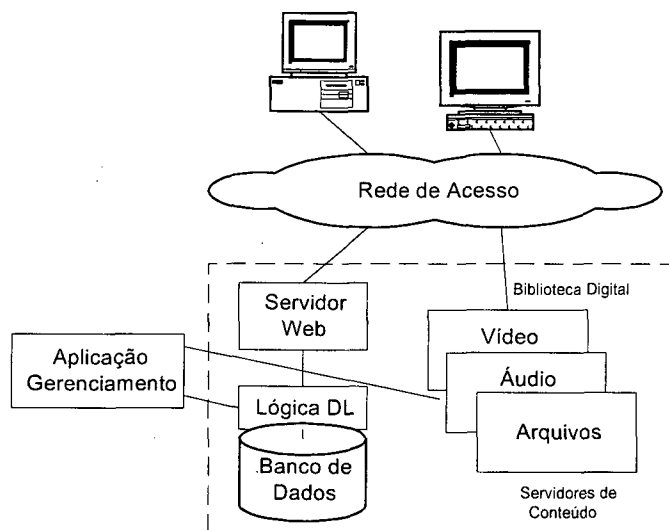 Rede de Acesso
Biblioteca Digital
Servidor
Web
Vídeo
Aplicação
Gerenciamento
Áudio
Lógica DL
Arquivos
Banco de
Dados
Servidores de
Conteúdo